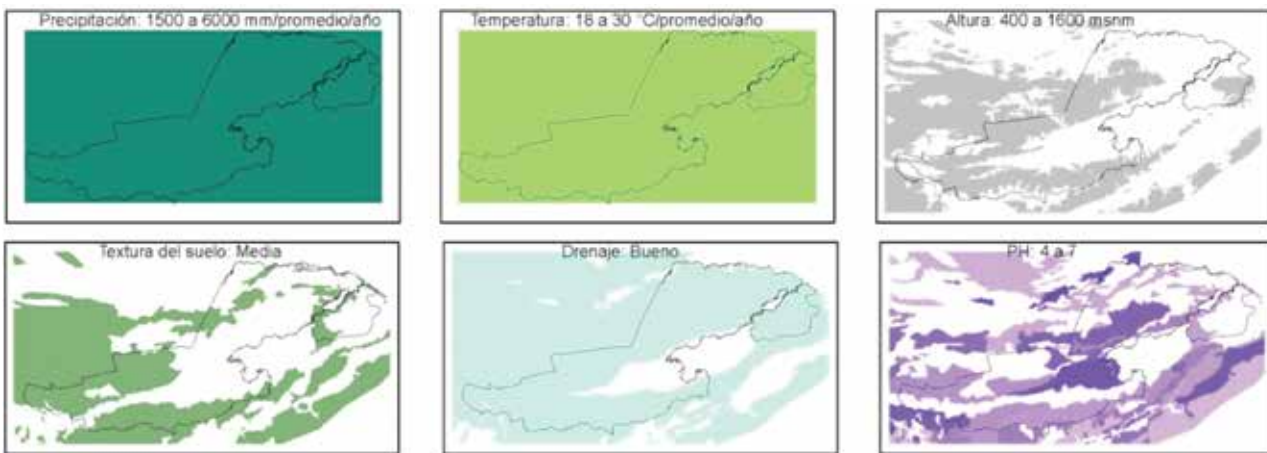 Precipitación: 1500 a 6000 mm/promedio/año
Temperatura: 18 a 30 °C/promedio/año
Altura: 400 a 1600 msnm
Textura del suelo: Media
Drenaje: Bueno
PH: 4 a 7